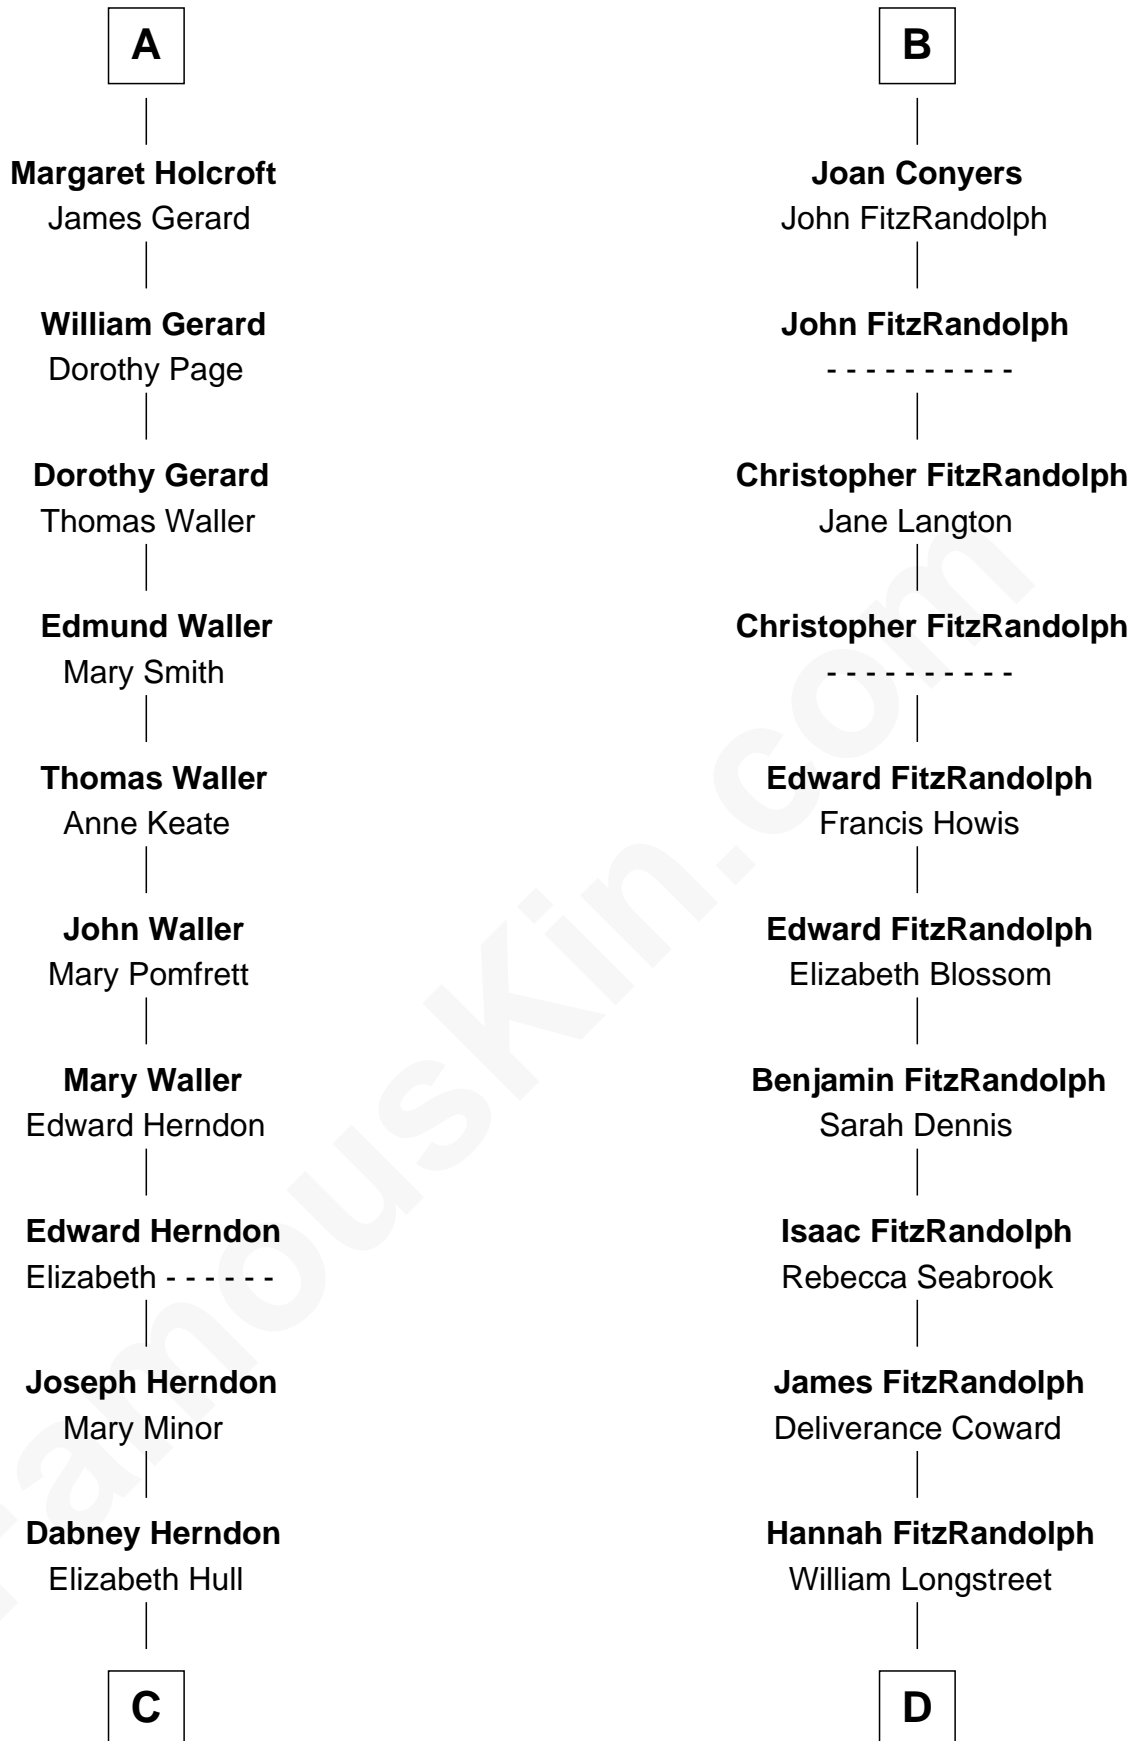 A
Margaret Holcroft
James Gerard
William Gerard
Dorothy Page
Dorothy Gerard
Thomas Waller
Edmund Waller
Mary Smith
Thomas Waller
Anne Keate
John Waller
Mary Pomfrett
Mary Waller
Edward Herndon
Edward Herndon
Elizabeth - - - - - -
Joseph Herndon
Mary Minor
Dabney Herndon
Elizabeth Hull
C
B
Joan Conyers
John FitzRandolph
John FitzRandolph
- - - - - - - - - -
Christopher FitzRandolph
Jane Langton
Christopher FitzRandolph
- - - - - - - - - -
Edward FitzRandolph
Francis Howis
Edward FitzRandolph
Elizabeth Blossom
Benjamin FitzRandolph
Sarah Dennis
Isaac FitzRandolph
Rebecca Seabrook
James FitzRandolph
Deliverance Coward
Hannah FitzRandolph
William Longstreet
D
FamousKin.com